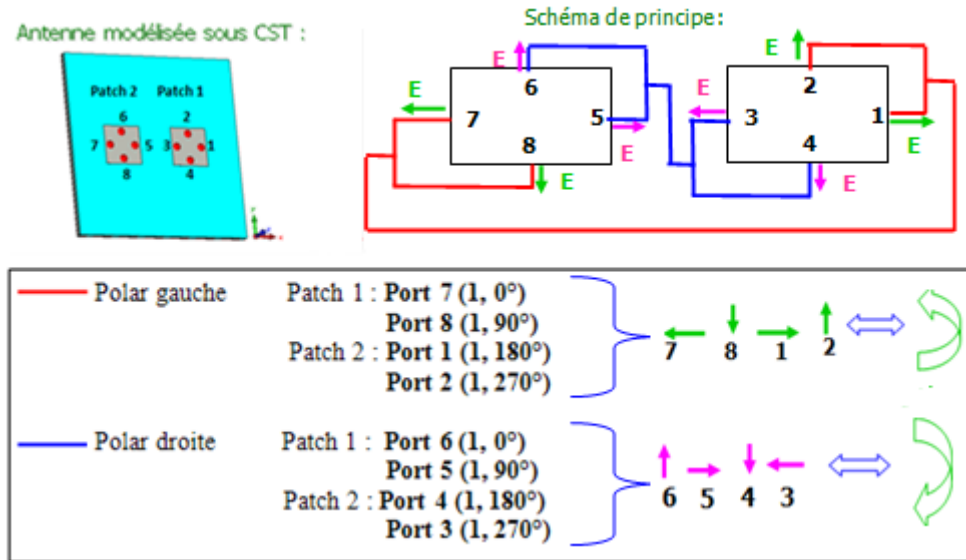 Antenne modélisée sous CST :
Patch 2 Patch 1
6 2
7 5 3 1
8 4
Schéma de principe:
E E
E 6 2 E
E E
7 5 3 1
8 4
E E
E E
Polar gauche Patch 1 : Port 7 (1, 0°)
Port 8 (1, 90°)
Patch 2 : Port 1 (1, 180°)
Port 2 (1, 270°)
7 8 1 2
Polar droite Patch 1 : Port 6 (1, 0°)
Port 5 (1, 90°)
Patch 2 : Port 4 (1, 180°)
Port 3 (1, 270°)
6 5 4 3